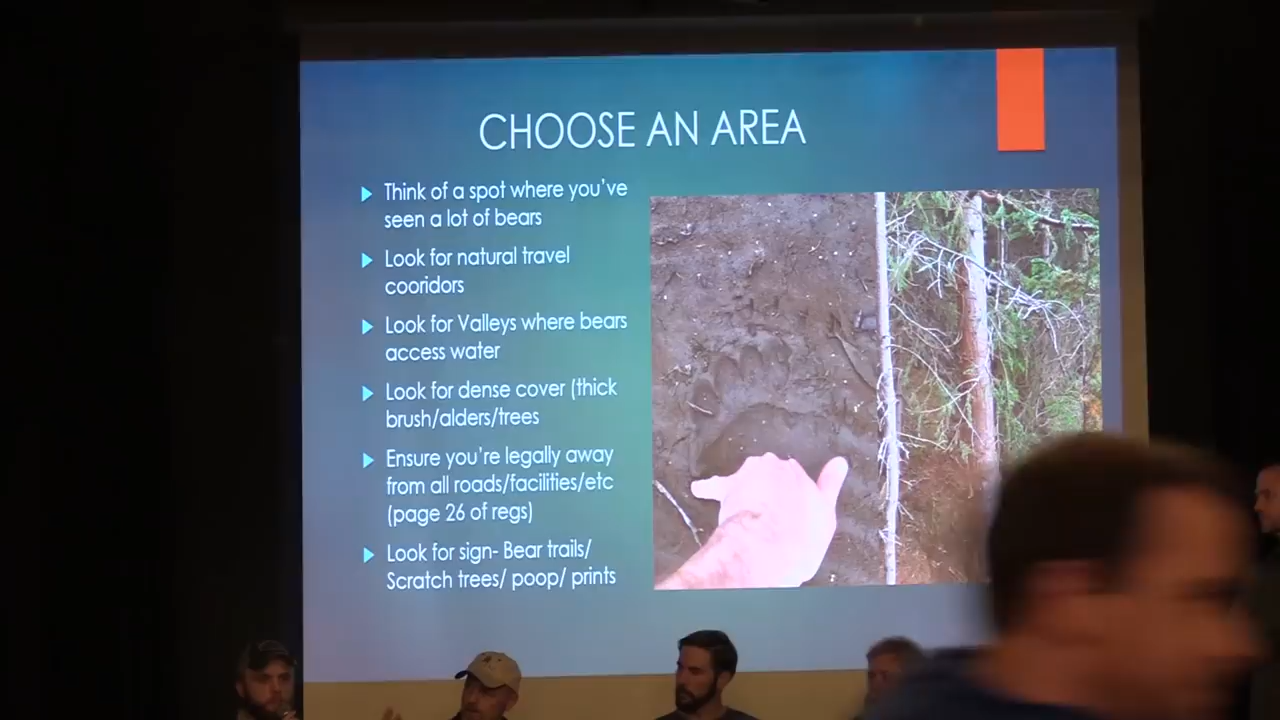 CHOOSE AN AREA
Think of a spot where you've
seen a lot of bears
Look for natural travel
cooridors
Look for Valleys where bears
access water
Look for dense cover (thick
brush/alders/trees
Ensure you're legally away
from all roads/facilities/etc
(page 26 of regs)
Look for sign- Bear trails/
Scratch trees/ poop/ prints